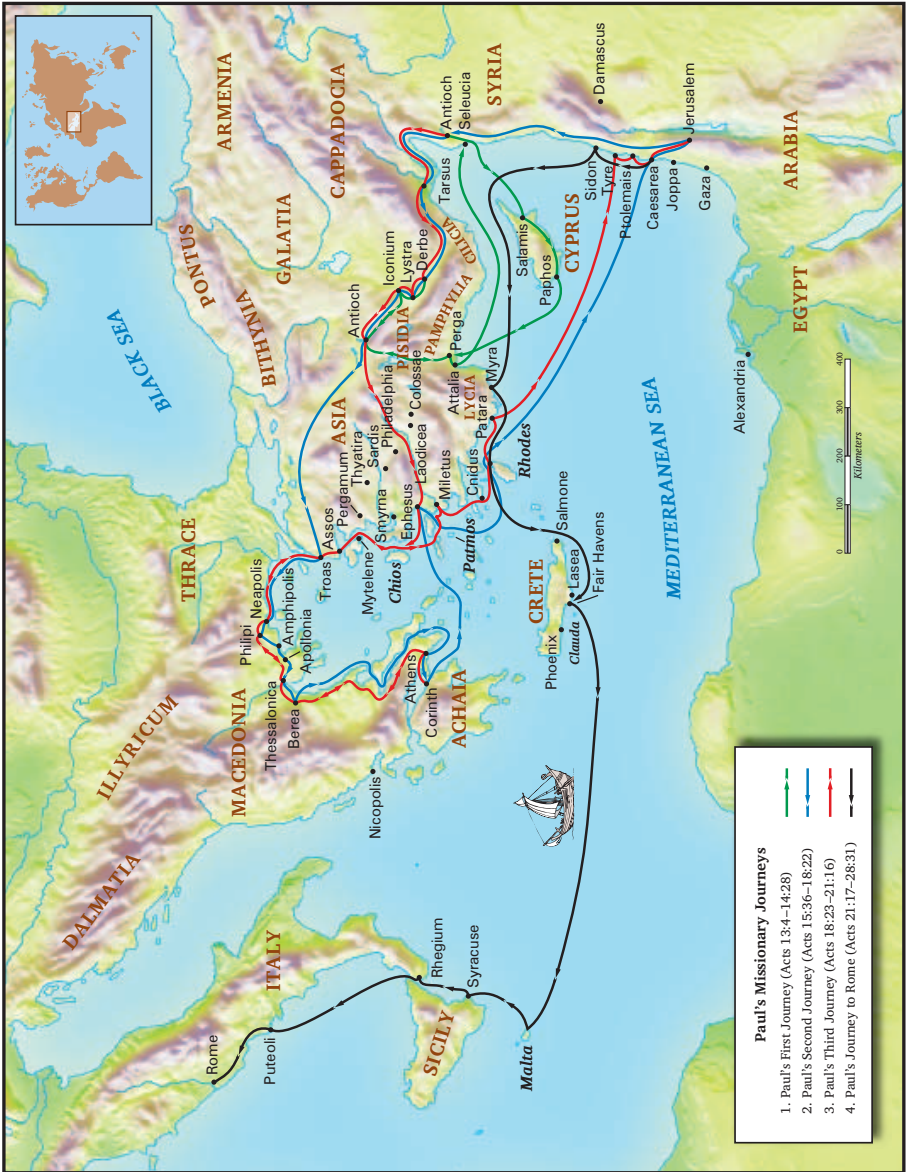 BLACK SEA
DALMATIA
ILLYRICUM
MACEDONIA
THRACE
BITHYNIA
PONTUS
GALATIA
ARMENIA
CAPPADOCIA
ITALY
Rome
Puteoli
Rhegium
Syracuse
SICILY
Malta
Philipi
Neapolis
Amphipolis
Apollonia
Thessalonica
Berea
Nicopolis
Athens
Corinth
ACHAIA
Troas
Assos
Mytelene
Chios
Patmos
ASIA
Pergamum
Thyatira
Sardis
Philadelphia
Smyrna
Ephesus
Laodicea
Colossae
Miletus
Cnidus
Rhodes
Patara
LYCIA
Myra
Attalia
Perga
PAMPHYLIA
PISIDIA
Antioch
Iconium
Lystra
Derbe
CILICIA
Tarsus
Antioch
Seleucia
SYRIA
Salamis
Paphos
CYPRUS
Damascus
Sidon
Tyre
Ptolemais
Caesarea
Joppa
Jerusalem
Gaza
ARABIA
EGYPT
Alexandria
CRETE
Salmone
Lasea
Fair Havens
Phoenix
Clauda
MEDITERRANEAN SEA
0 100 200 300 400
Kilometers
Paul's Missionary Journeys
1. Paul's First Journey (Acts 13:4–14:28)
2. Paul's Second Journey (Acts 15:36–18:22)
3. Paul's Third Journey (Acts 18:23–21:16)
4. Paul's Journey to Rome (Acts 21:17–28:31)